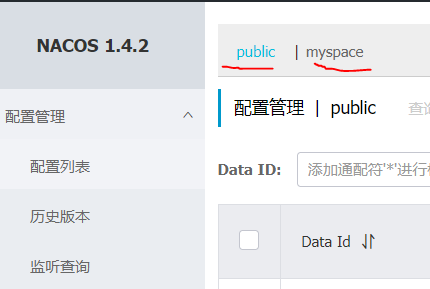 NACOS 1.4.2
public | myspace
配置管理
配置管理 | public 查询
配置列表
Data ID: 添加通配符'*'进行
历史版本
Data Id
监听查询